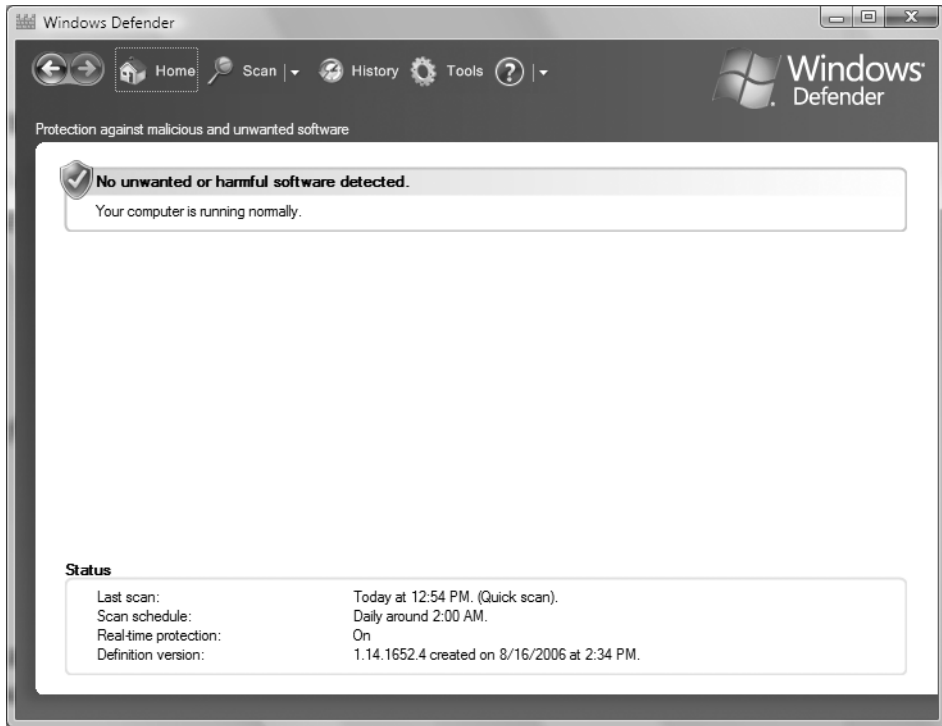 Windows Defender
Home Scan History Tools ?
Windows
Defender
Protection against malicious and unwanted software
No unwanted or harmful software detected.
Your computer is running normally.
Status
Last scan: Today at 12:54 PM. (Quick scan).
Scan schedule: Daily around 2:00 AM.
Real-time protection: On
Definition version: 1.14.1652.4 created on 8/16/2006 at 2:34 PM.